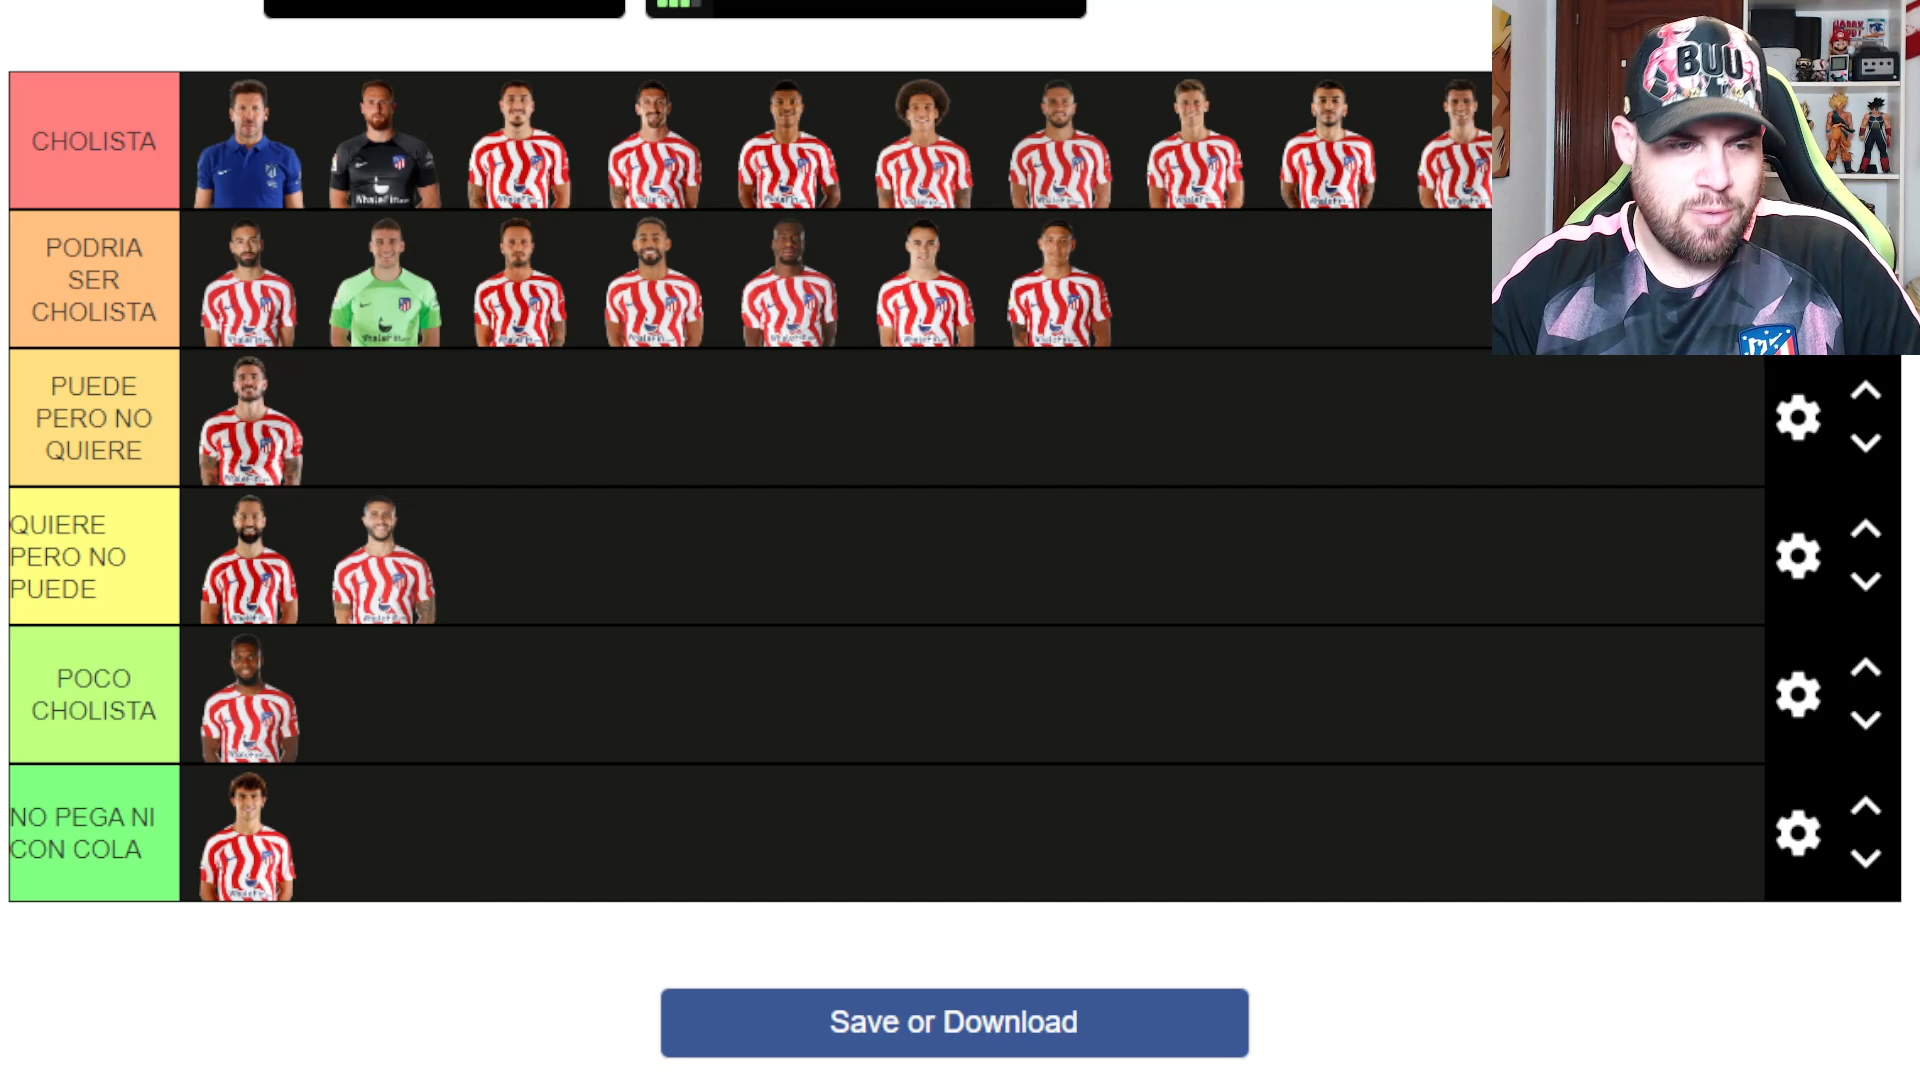 CHOLISTA
PODRIA
SER
CHOLISTA
PUEDE
PERO NO
QUIERE
QUIERE
PERO NO
PUEDE
POCO
CHOLISTA
NO PEGA NI
CON COLA
Save or Download
BUU
WhaleFin